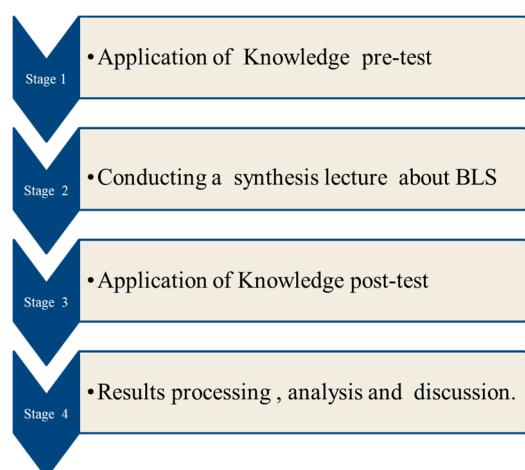 Stage 1
•Application of Knowledge pre-test
Stage 2
•Conducting a synthesis lecture about BLS
Stage 3
•Application of Knowledge post-test
Stage 4
•Results processing , analysis and discussion.